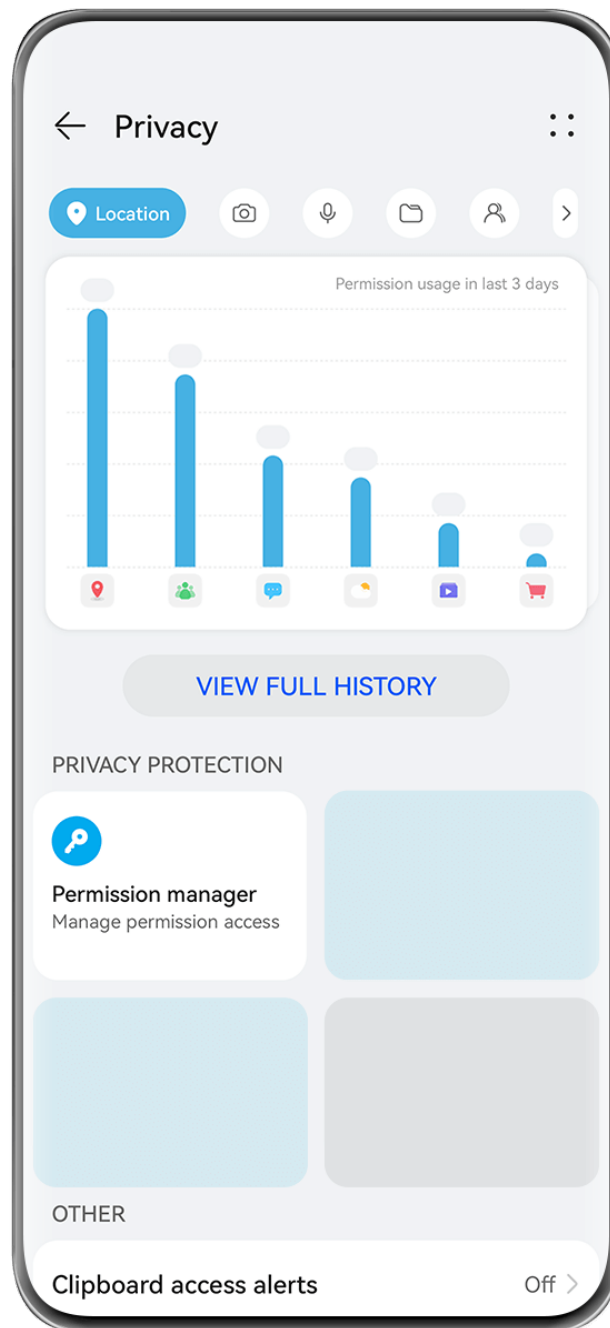 Privacy
Location
Permission usage in last 3 days
VIEW FULL HISTORY
PRIVACY PROTECTION
Permission manager
Manage permission access
OTHER
Clipboard access alerts
Off